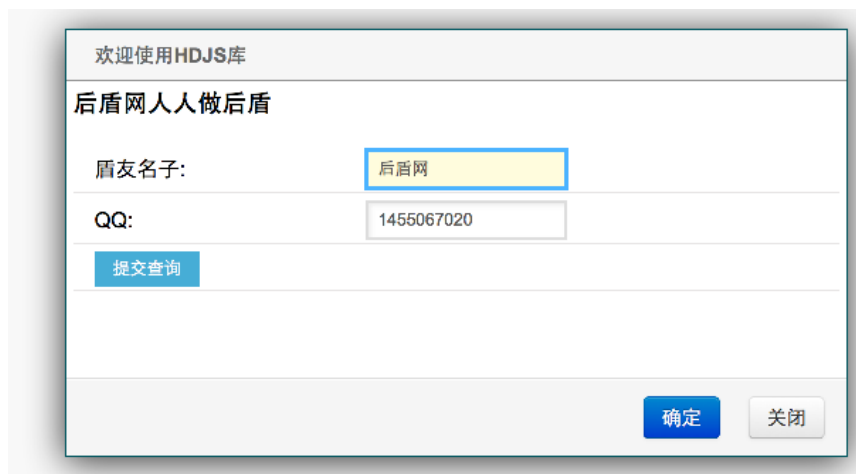 欢迎使用HDJS库
后盾网人人做后盾
盾友名子: 后盾网
QQ: 1455067020
提交查询
确定 关闭